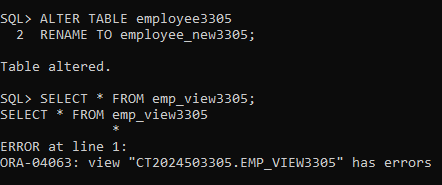 SQL> ALTER TABLE employee3305
  2  RENAME TO employee_new3305;
Table altered.
SQL> SELECT * FROM emp_view3305;
SELECT * FROM emp_view3305
              *
ERROR at line 1:
ORA-04063: view "CT2024503305.EMP_VIEW3305" has errors